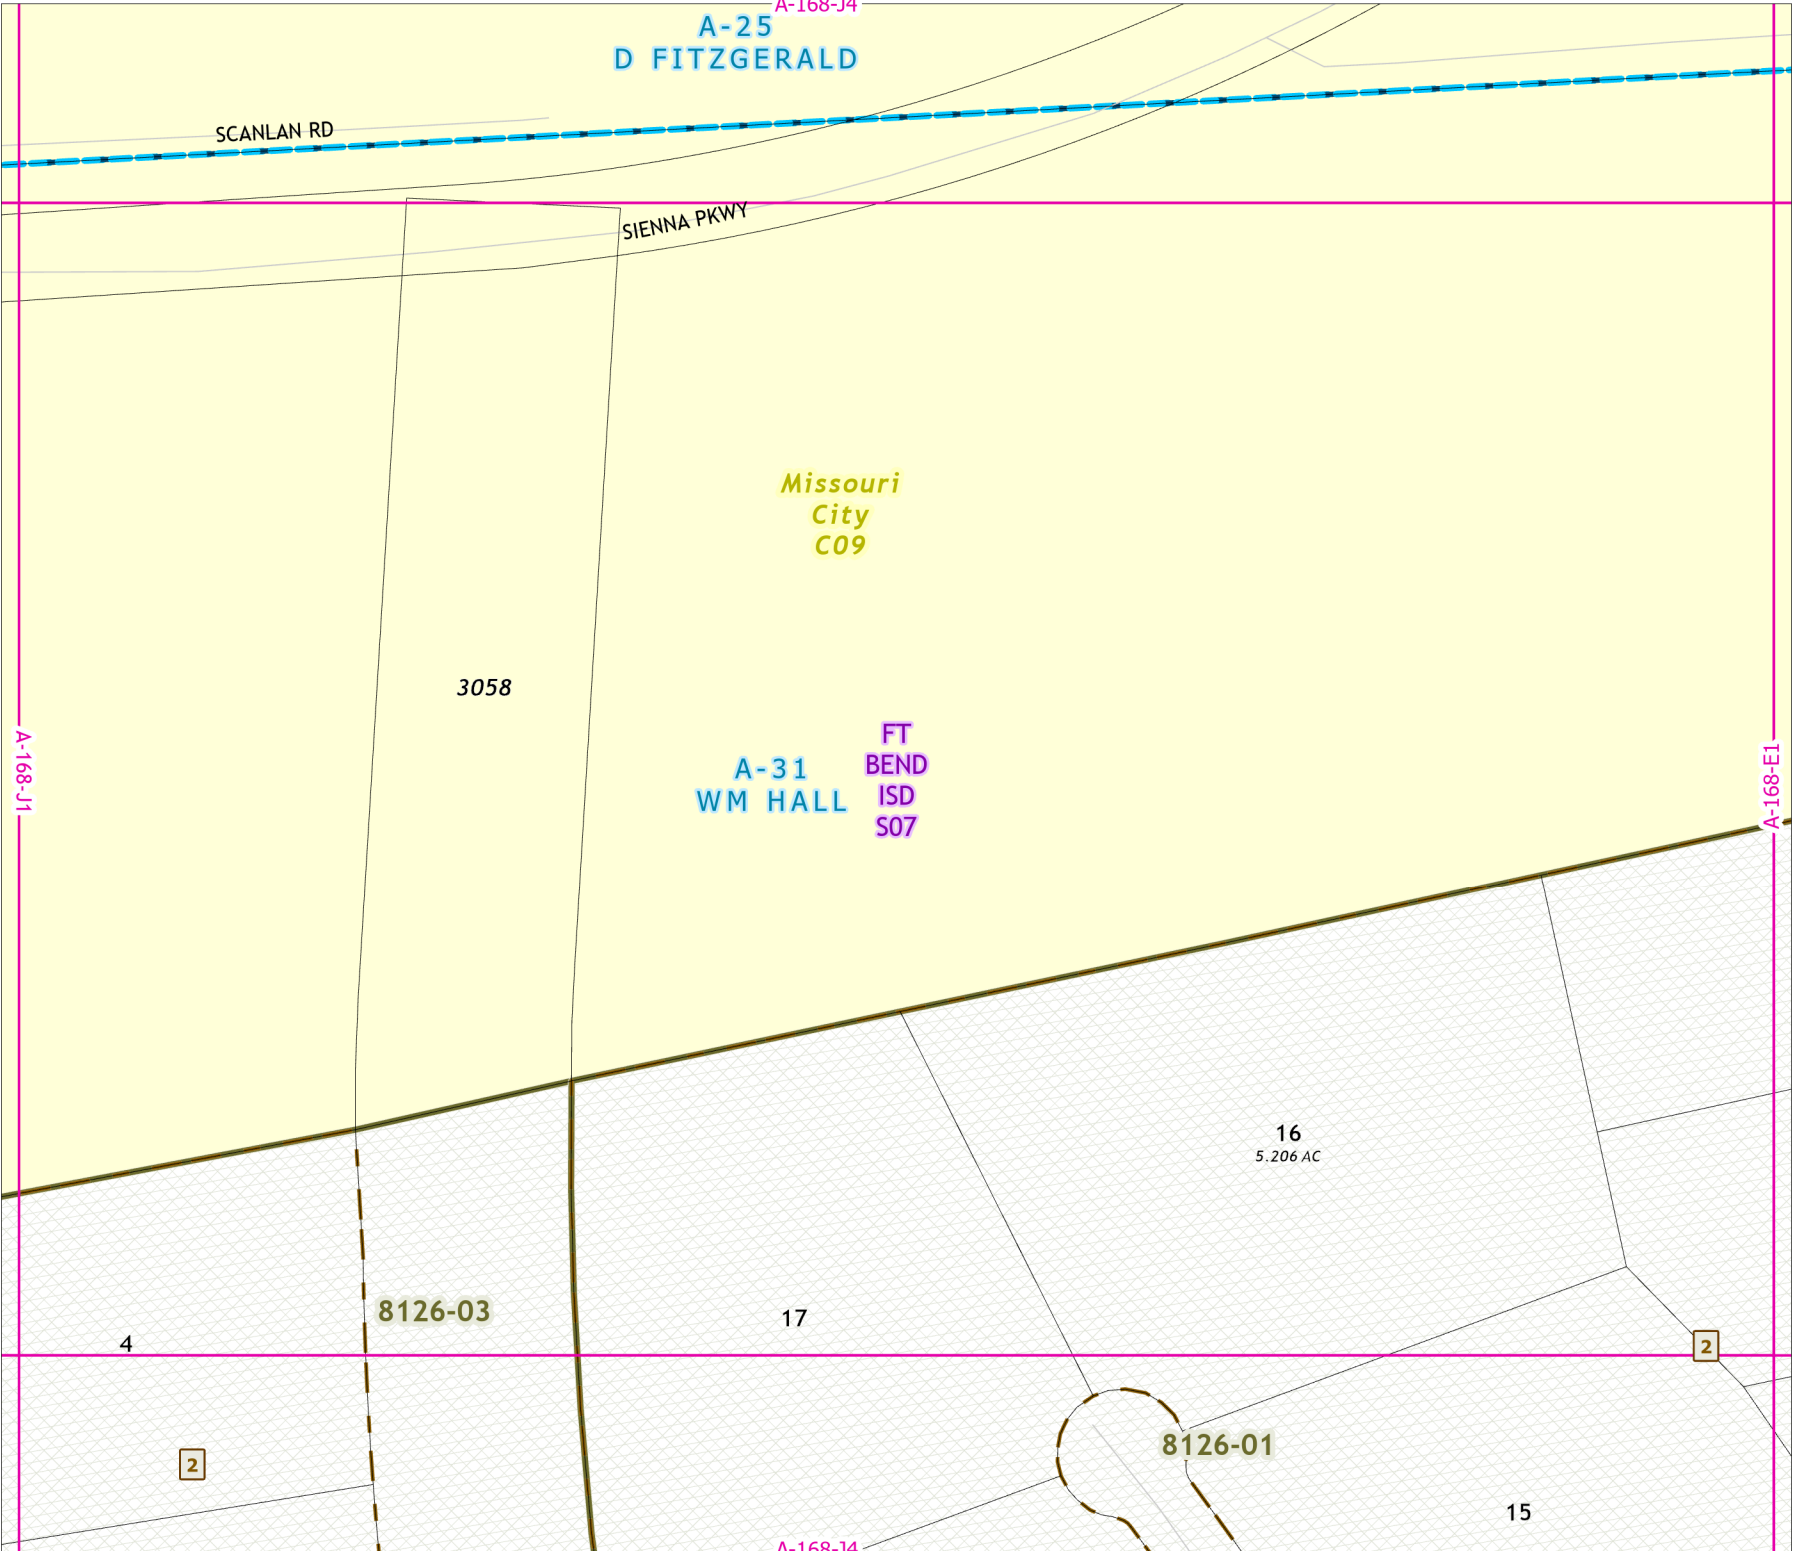 A-168-J4
A-25
D FITZGERALD
SCANLAN RD
SIENNA PKWY
Missouri
City
C09
3058
FT
BEND
ISD
S07
A-31
WM HALL
A-168-J1
A-168-E1
16
5.206 AC
8126-03
17
4
2
8126-01
2
15
A-168-J4